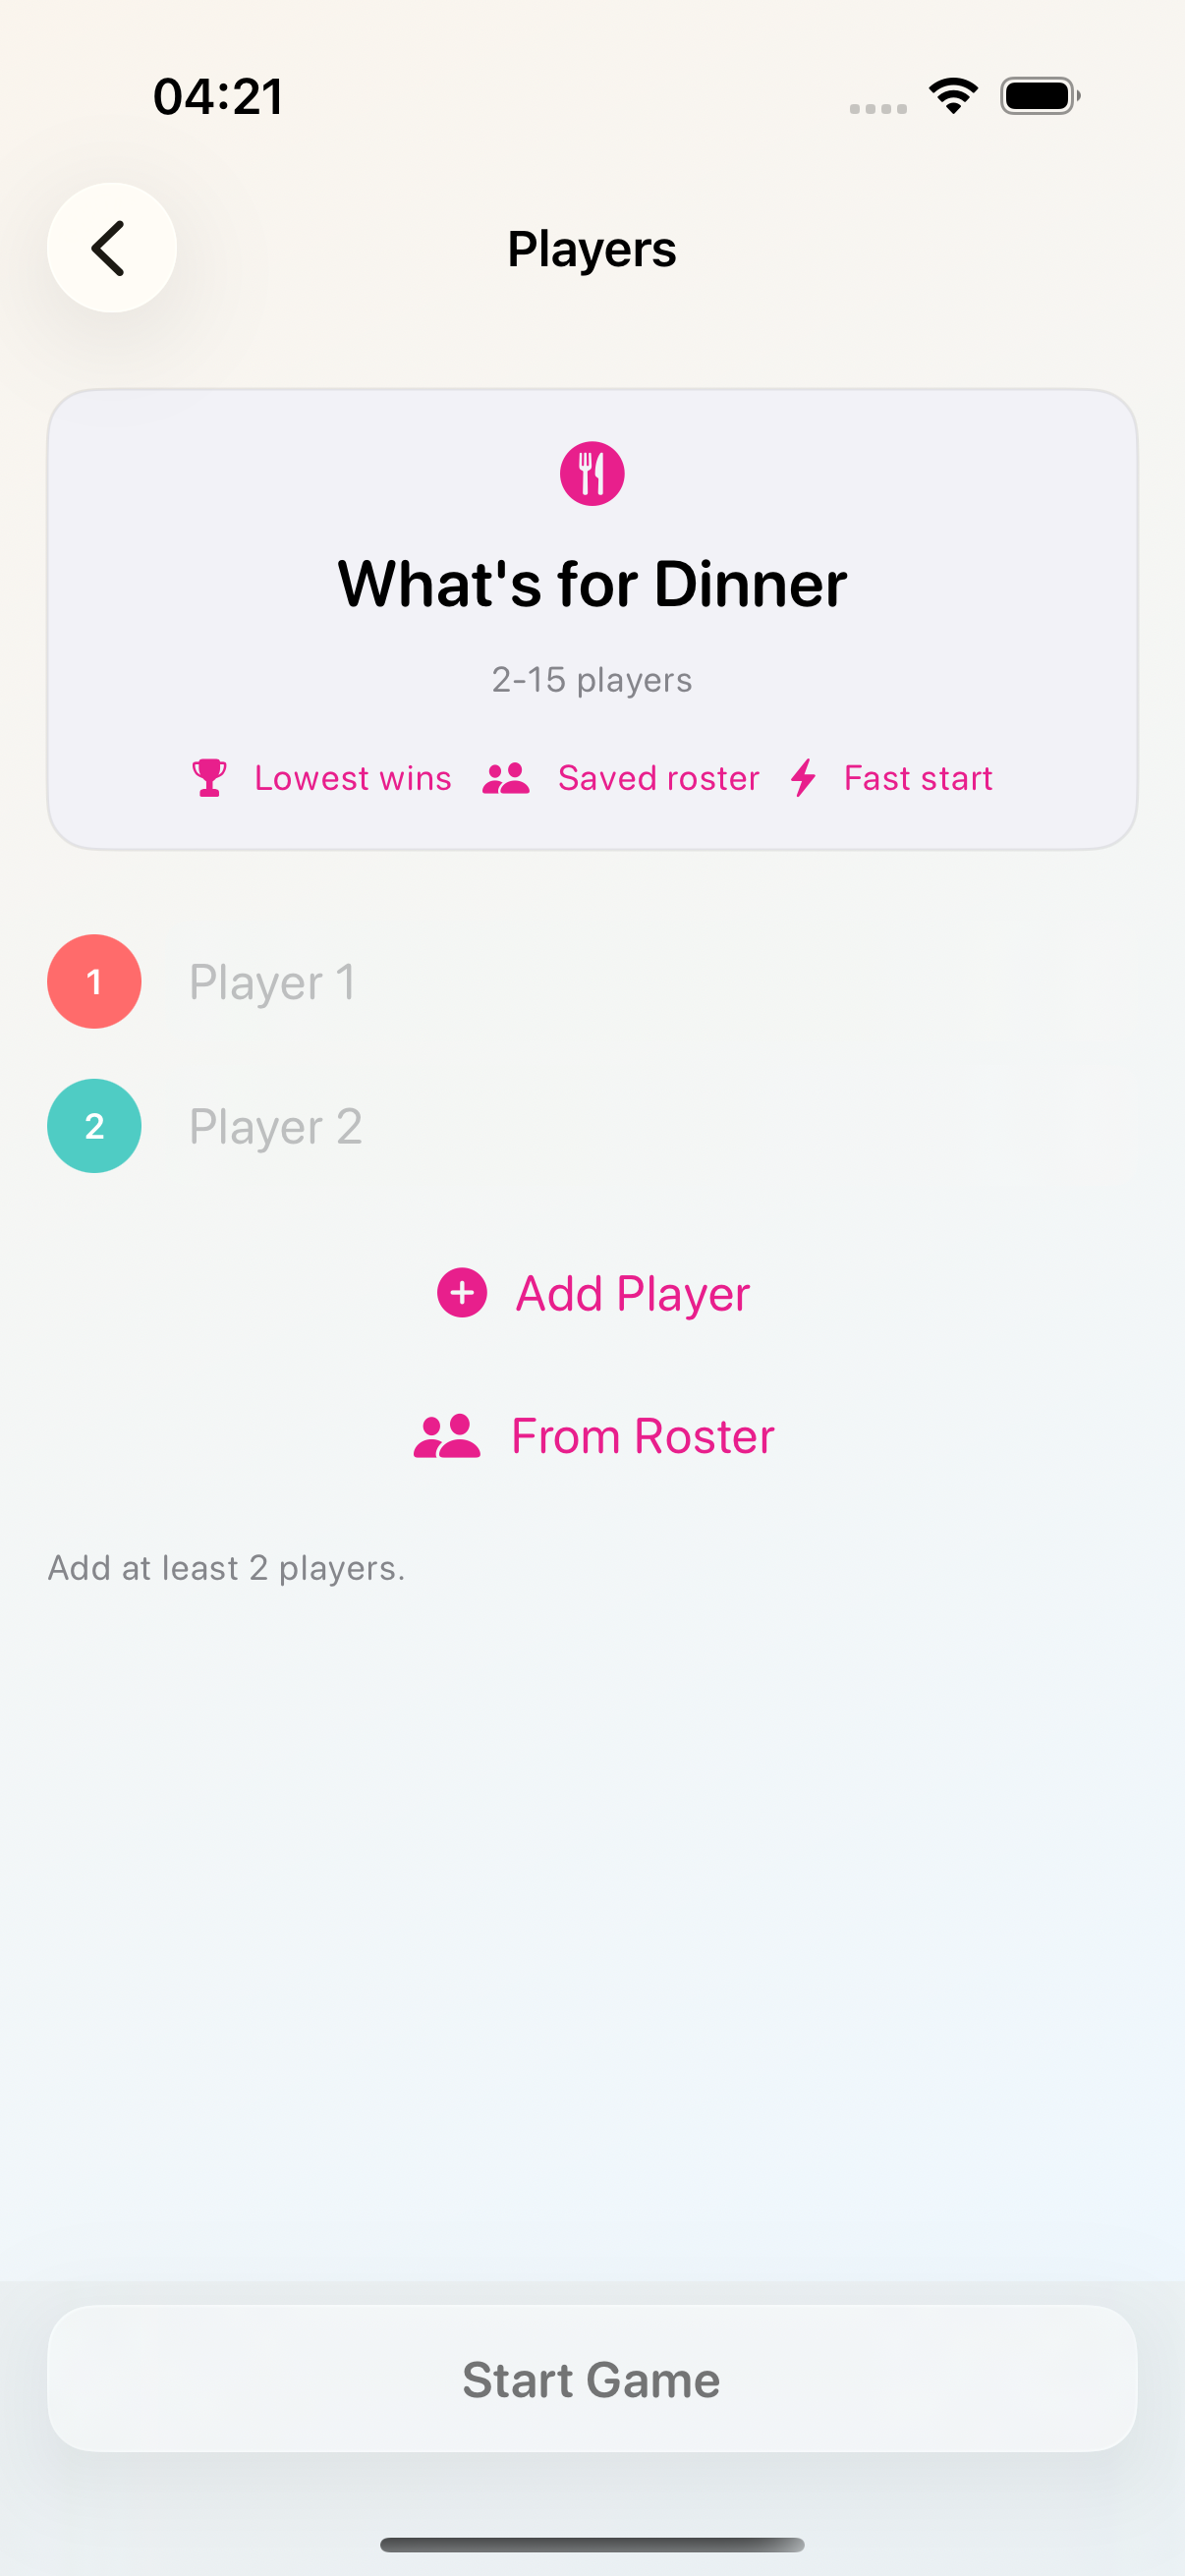 04:21
Players
What's for Dinner
2-15 players
Lowest wins Saved roster Fast start
1 Player 1
2 Player 2
Add Player
From Roster
Add at least 2 players.
Start Game